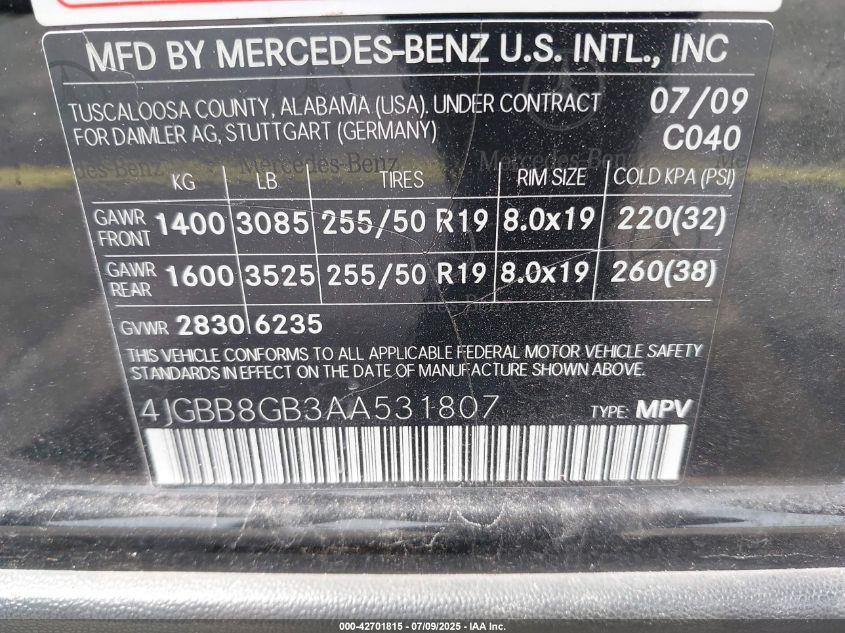 MFD BY MERCEDES-BENZ U.S. INTL., INC
TUSCALOOSA COUNTY, ALABAMA (USA). UNDER CONTRACT 07/09
FOR DAIMLER AG, STUTTGART (GERMANY) C040
KG LB TIRES RIM SIZE COLD KPA (PSI)
GAWR FRONT 1400 3085 255/50 R19 8.0x19 220(32)
GAWR REAR 1600 3525 255/50 R19 8.0x19 260(38)
GVWR 2830 6235
THIS VEHICLE CONFORMS TO ALL APPLICABLE FEDERAL MOTOR VEHICLE SAFETY
STANDARDS IN EFFECT ON THE DATE OF MANUFACTURE SHOWN ABOVE.
4JGBB8GB3AA531807 TYPE: MPV
Mercedes-Benz Mercedes-Benz
000-42701815 - 07/09/2025 - IAA Inc.